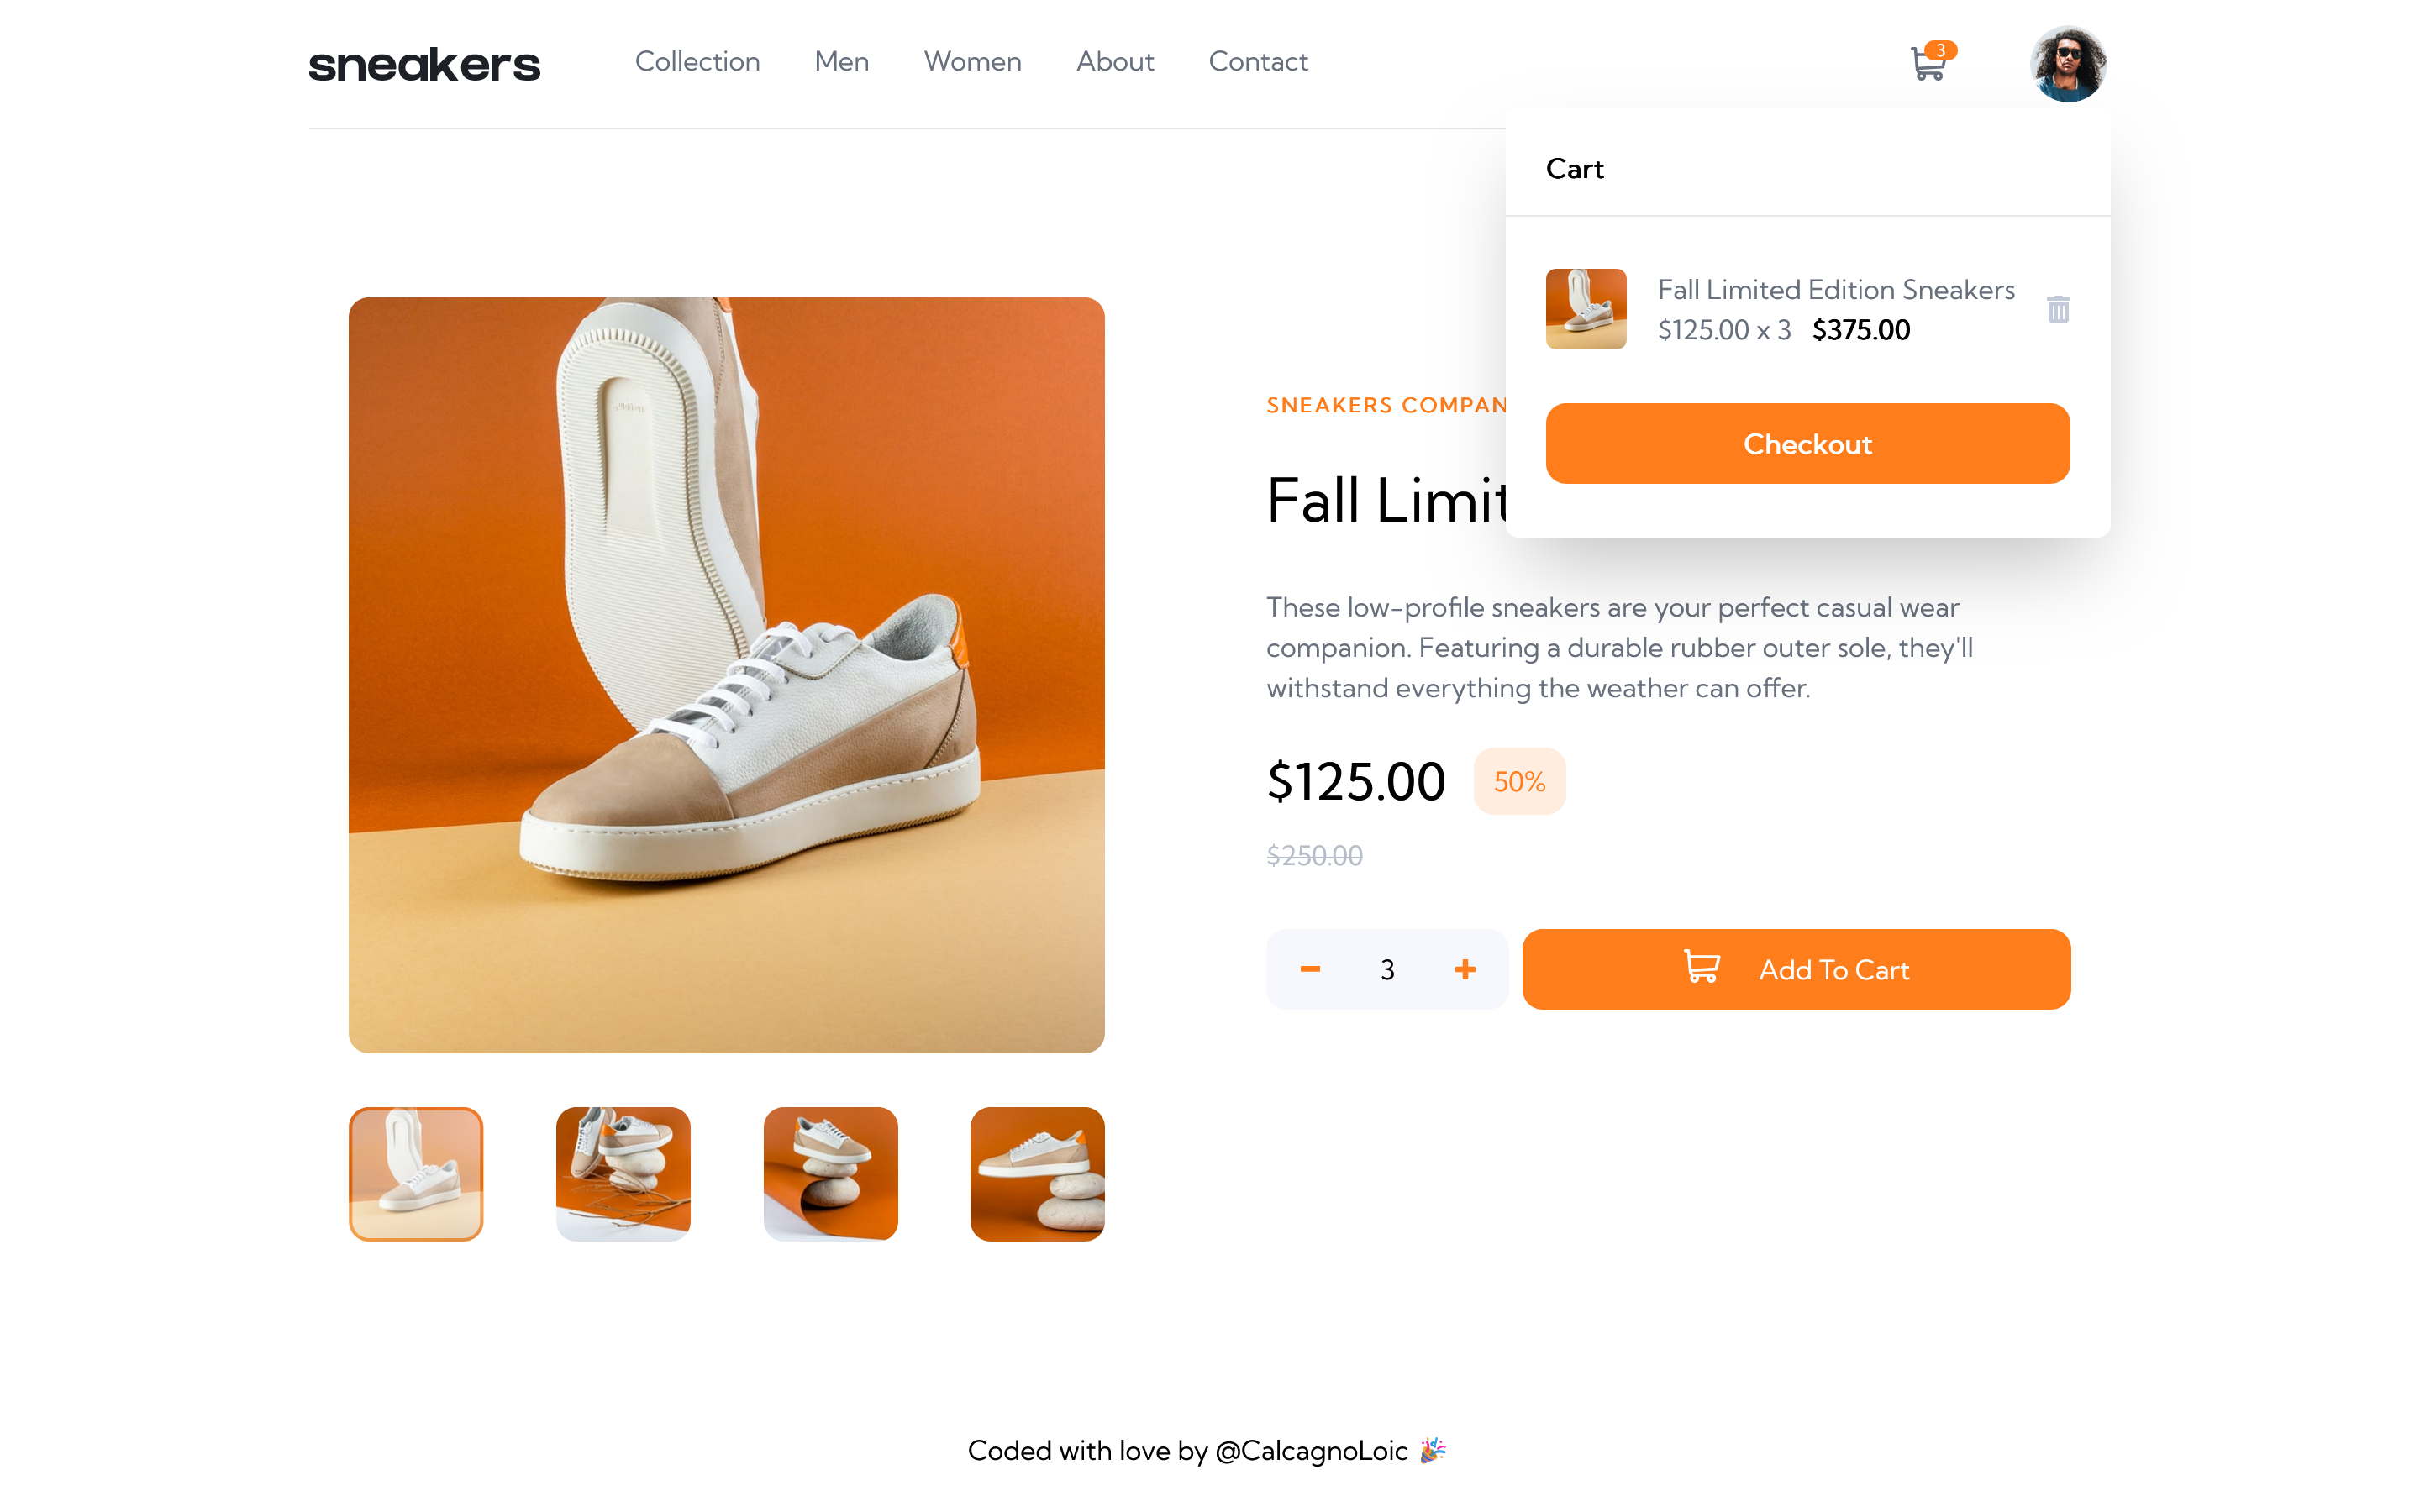 sneakers
Collection
Men
Women
About
Contact
3
Cart
Fall Limited Edition Sneakers
$125.00 x 3 $375.00
Checkout
SNEAKERS COMPAN
Fall Limit
These low-profile sneakers are your perfect casual wear
companion. Featuring a durable rubber outer sole, they'll
withstand everything the weather can offer.
$125.00 50%
$250.00
3
Add To Cart
Coded with love by @CalcagnoLoic 🎉